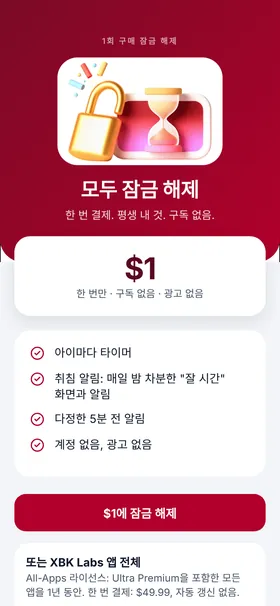 1회 구매 잠금 해제
모두 잠금 해제
한 번 결제. 평생 내 것. 구독 없음.
$1
한 번만 · 구독 없음 · 광고 없음
아이마다 타이머
취침 알림: 매일 밤 차분한 "잘 시간"
화면과 알림
다정한 5분 전 알림
계정 없음, 광고 없음
$1에 잠금 해제
또는 XBK Labs 앱 전체
All-Apps 라이선스: Ultra Premium을 포함한 모든
앱을 1년 동안. 한 번 결제: $49.99, 자동 갱신 없음.